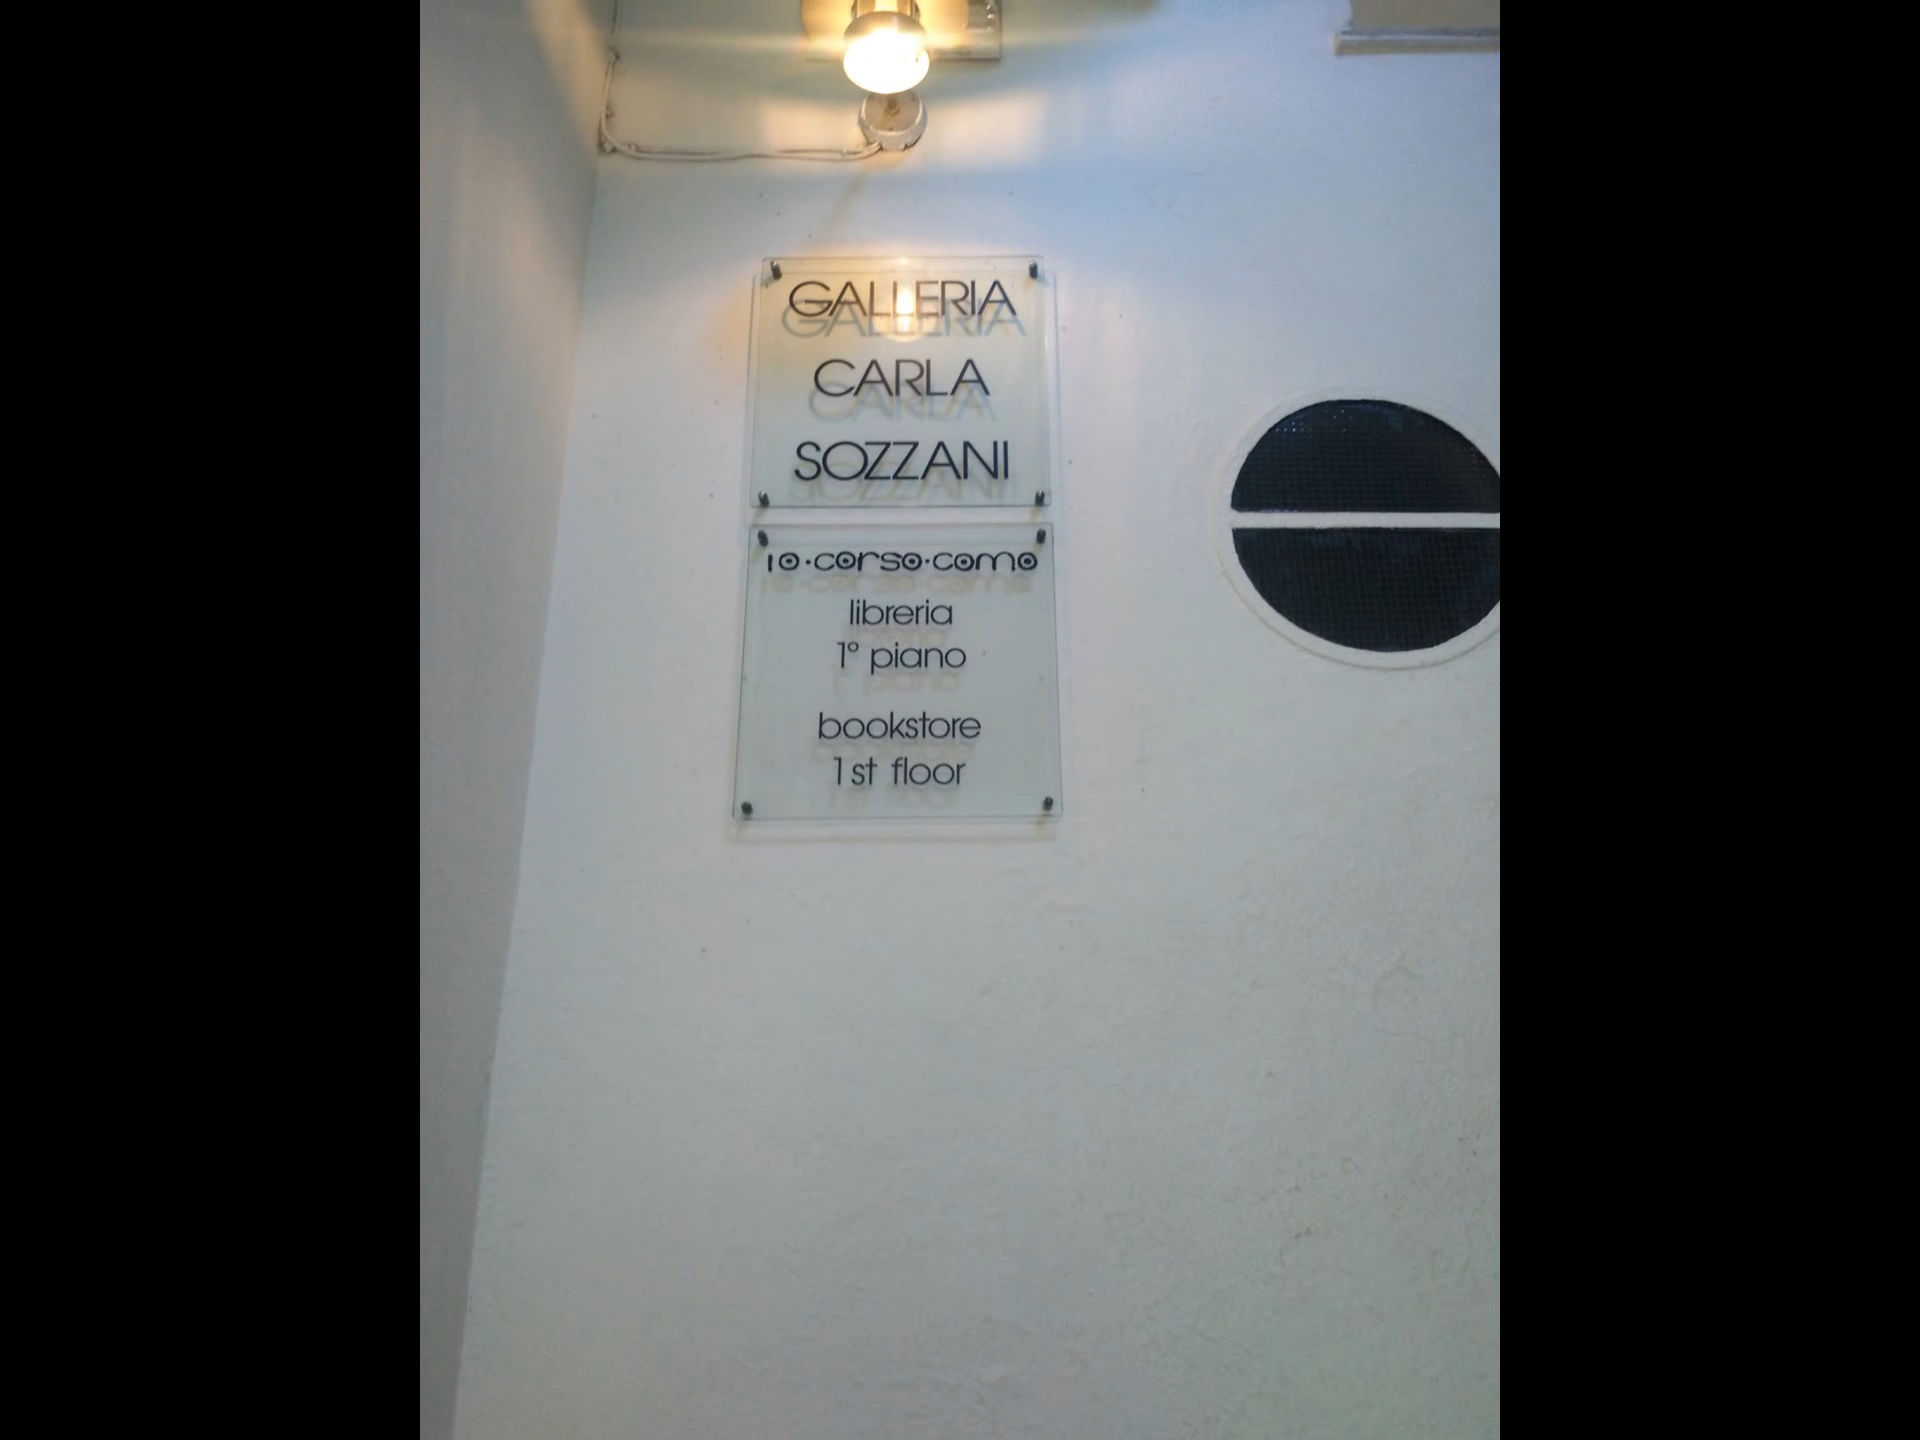 GALLERIA
CARLA
SOZZANI
10·corso·como
libreria
1° piano
bookstore
1st floor